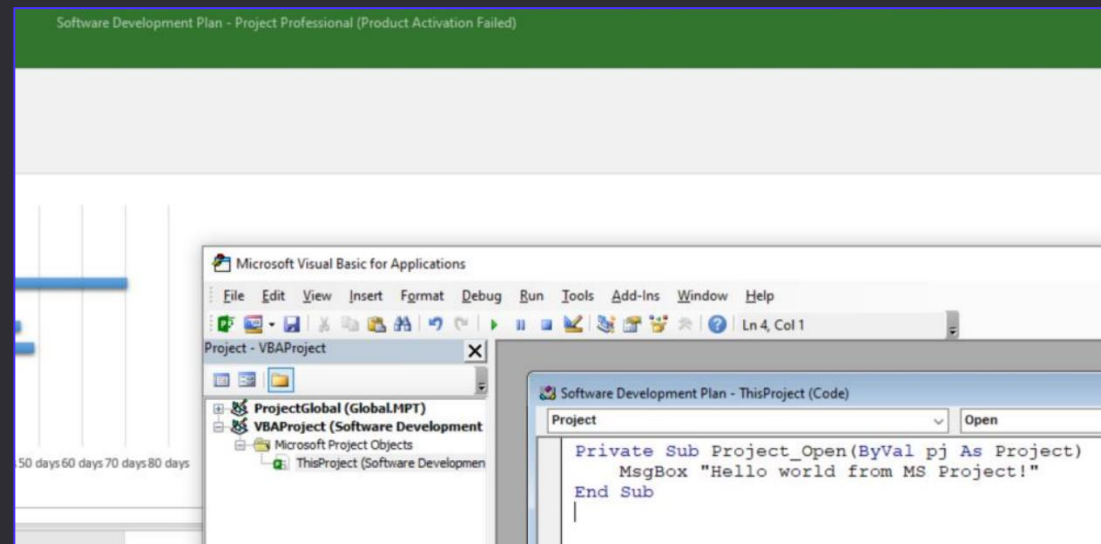 Software Development Plan - Project Professional (Product Activation Failed)
Microsoft Visual Basic for Applications
File Edit View Insert Format Debug Run Tools Add-Ins Window Help
Ln 4, Col 1
Project - VBAProject
Software Development Plan - ThisProject (Code)
ProjectGlobal (Global.MPT)
VBAProject (Software Development
Microsoft Project Objects
ThisProject (Software Developmen
Project
Open
Private Sub Project_Open(ByVal pj As Project)
MsgBox "Hello world from MS Project!"
End Sub
50 days 60 days 70 days 80 days